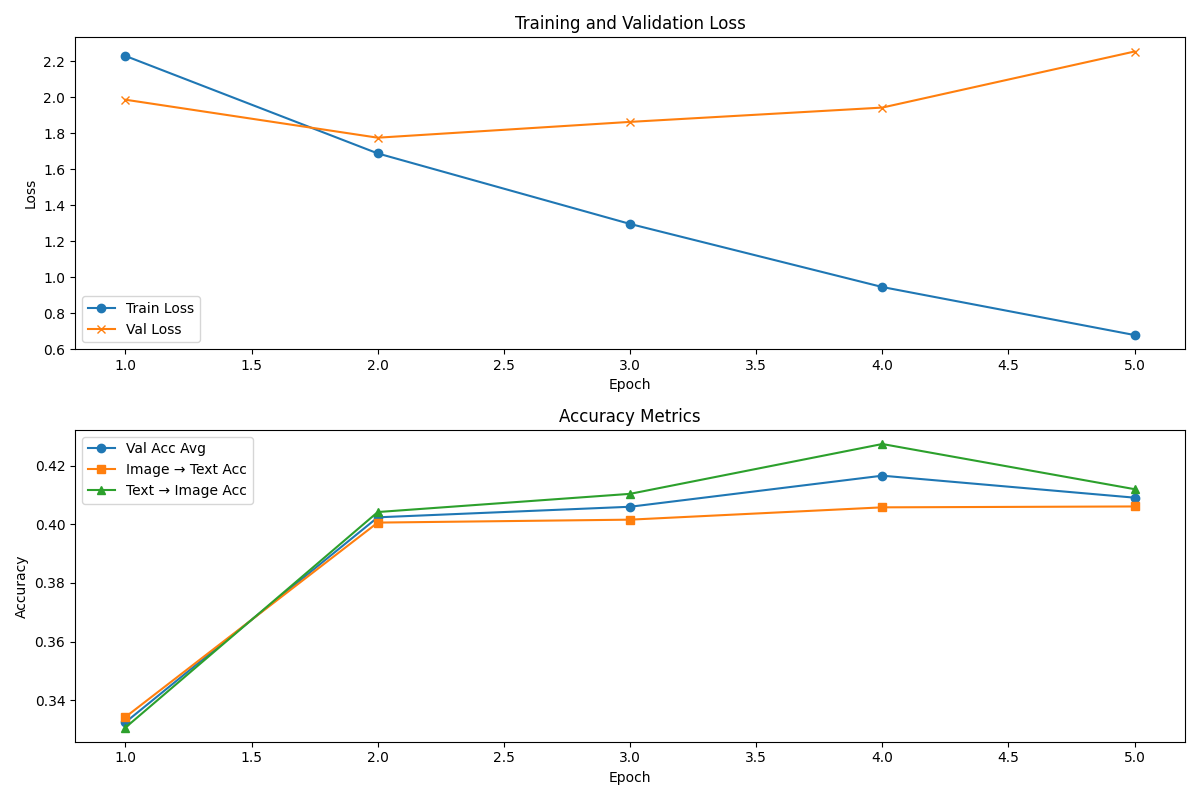 Training and Validation Loss
2.2
2.0
1.8
1.6
1.4
1.2
1.0
0.8
0.6
Loss
Train Loss
Val Loss
1.0 1.5 2.0 2.5 3.0 3.5 4.0 4.5 5.0
Epoch
Accuracy Metrics
Val Acc Avg
Image → Text Acc
Text → Image Acc
0.42
0.40
0.38
0.36
0.34
Accuracy
1.0 1.5 2.0 2.5 3.0 3.5 4.0 4.5 5.0
Epoch